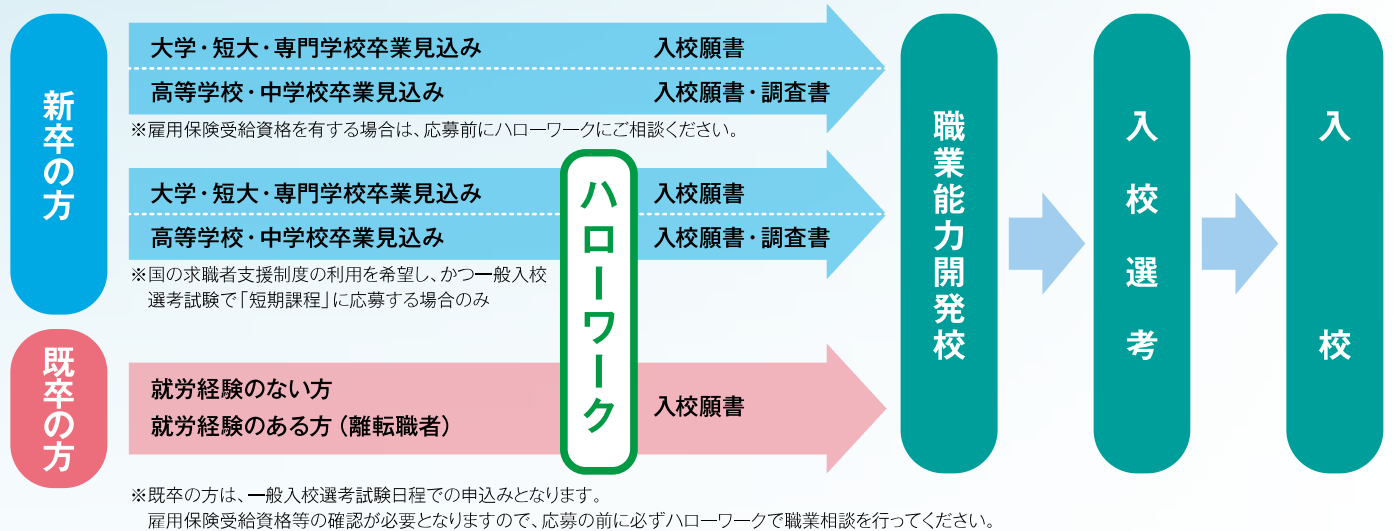 新卒の方
大学・短大・専門学校卒業見込み 入校願書
高等学校・中学校卒業見込み 入校願書・調査書
※雇用保険受給資格を有する場合は、応募前にハローワークにご相談ください。
大学・短大・専門学校卒業見込み 入校願書
高等学校・中学校卒業見込み 入校願書・調査書
※国の求職者支援制度の利用を希望し、かつ一般入校
選考試験で「短期課程」に応募する場合のみ
ハローワーク
既卒の方
就労経験のない方
就労経験のある方（離転職者）
入校願書
職業能力開発校
入校選考
入校
※既卒の方は、一般入校選考試験日程での申込みとなります。
雇用保険受給資格等の確認が必要となりますので、応募の前に必ずハローワークで職業相談を行ってください。